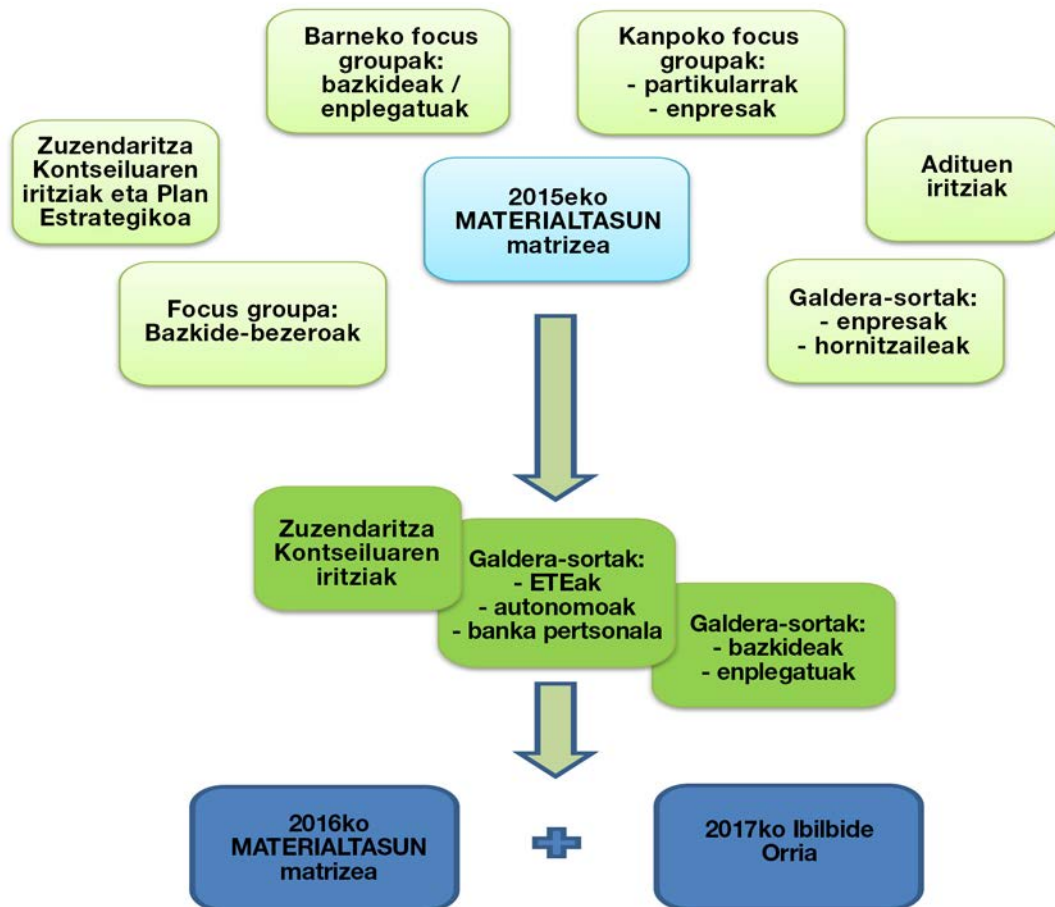 Barneko focus
groupak:
bazkideak /
enplegatuak
Kanpoko focus
groupak:
- partikularrak
- enpresak
Zuzendaritza
Kontseiluaren
iritziak eta Plan
Estrategikoa
2015eko
MATERIALTASUN
matrizea
Adituen
iritziak
Focus groupa:
Bazkide-bezeroak
Galdera-sortak:
- enpresak
- hornitzaileak
Zuzendaritza
Kontseiluaren
iritziak
Galdera-sortak:
- ETEak
- autonomoak
- banka pertsonala
Galdera-sortak:
- bazkideak
- enplegatuak
2016ko
MATERIALTASUN
matrizea
2017ko Ibilbide
Orria